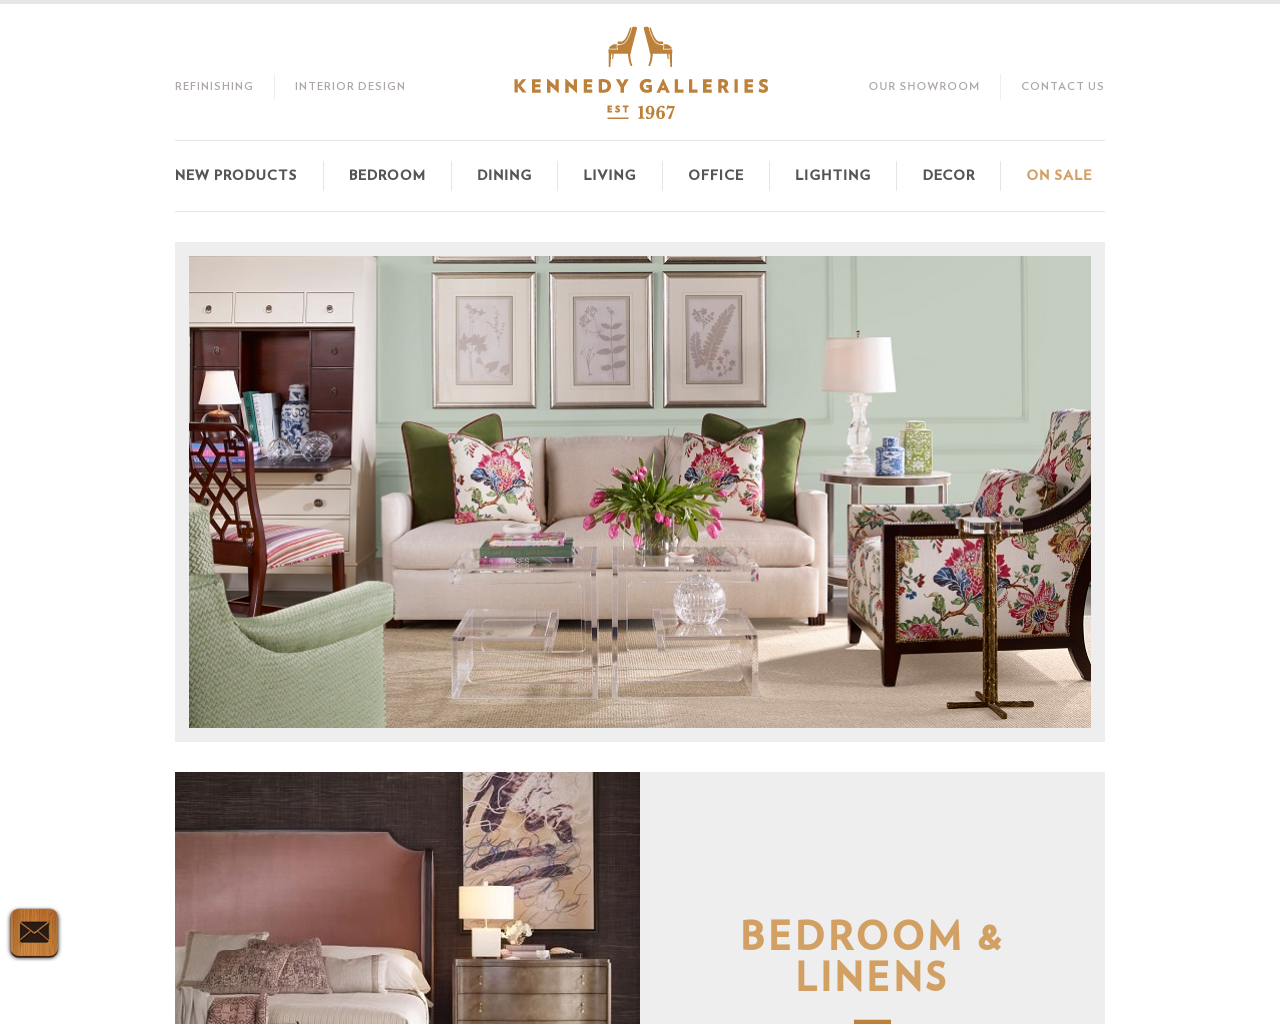 REFINISHING
INTERIOR DESIGN
KENNEDY GALLERIES
EST 1967
OUR SHOWROOM
CONTACT US
NEW PRODUCTS
BEDROOM
DINING
LIVING
OFFICE
LIGHTING
DECOR
ON SALE
BEDROOM &
LINENS